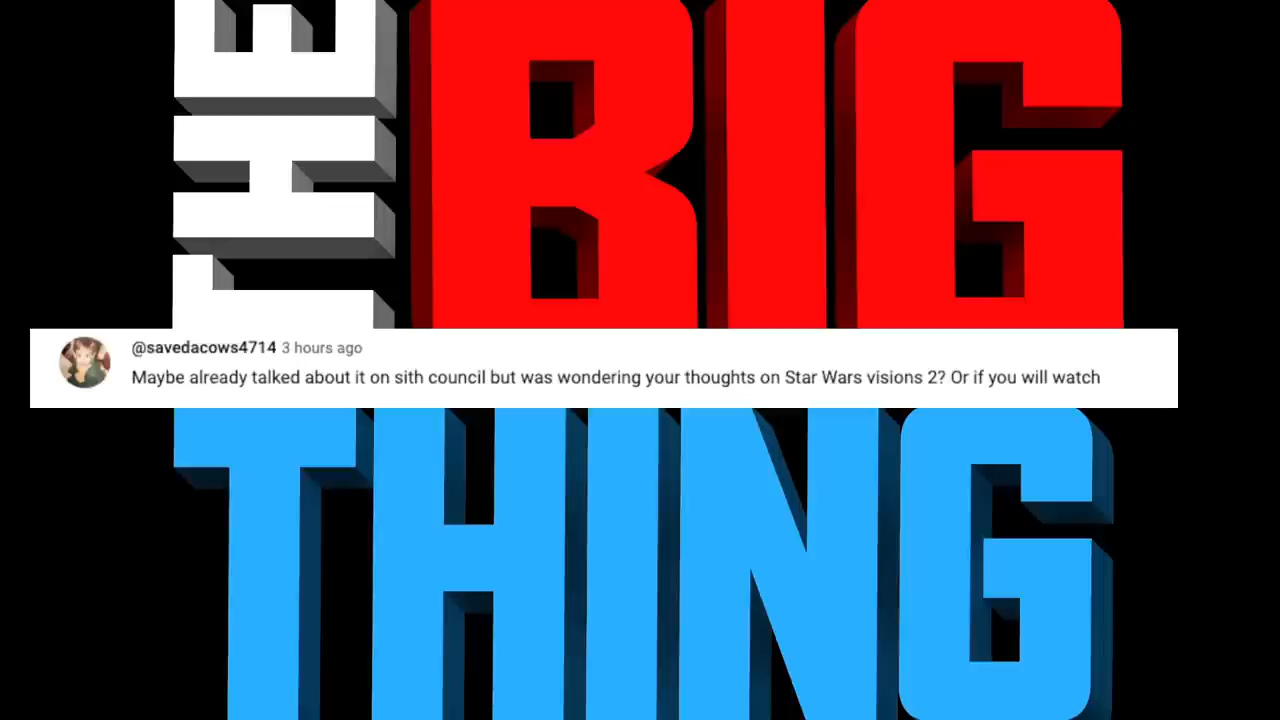 THE
BIG
@savedacows4714 3 hours ago
Maybe already talked about it on sith council but was wondering your thoughts on Star Wars visions 2? Or if you will watch
THING